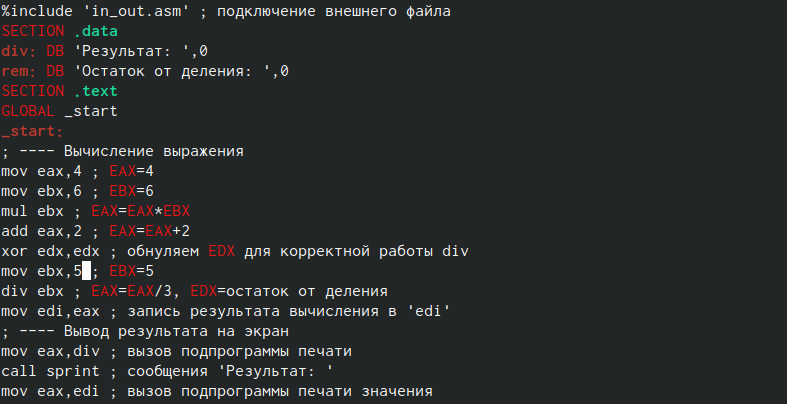 %include 'in_out.asm' ; подключение внешнего файла
SECTION .data
div: DB 'Результат: ',0
rem: DB 'Остаток от деления: ',0
SECTION .text
GLOBAL _start
_start:
; ---- Вычисление выражения
mov eax,4 ; EAX=4
mov ebx,6 ; EBX=6
mul ebx ; EAX=EAX*EBX
add eax,2 ; EAX=EAX+2
xor edx,edx ; обнуляем EDX для корректной работы div
mov ebx,5 ; EBX=5
div ebx ; EAX=EAX/3, EDX=остаток от деления
mov edi,eax ; запись результата вычисления в 'edi'
; ---- Вывод результата на экран
mov eax,div ; вызов подпрограммы печати
call sprint ; сообщения 'Результат: '
mov eax,edi ; вызов подпрограммы печати значения